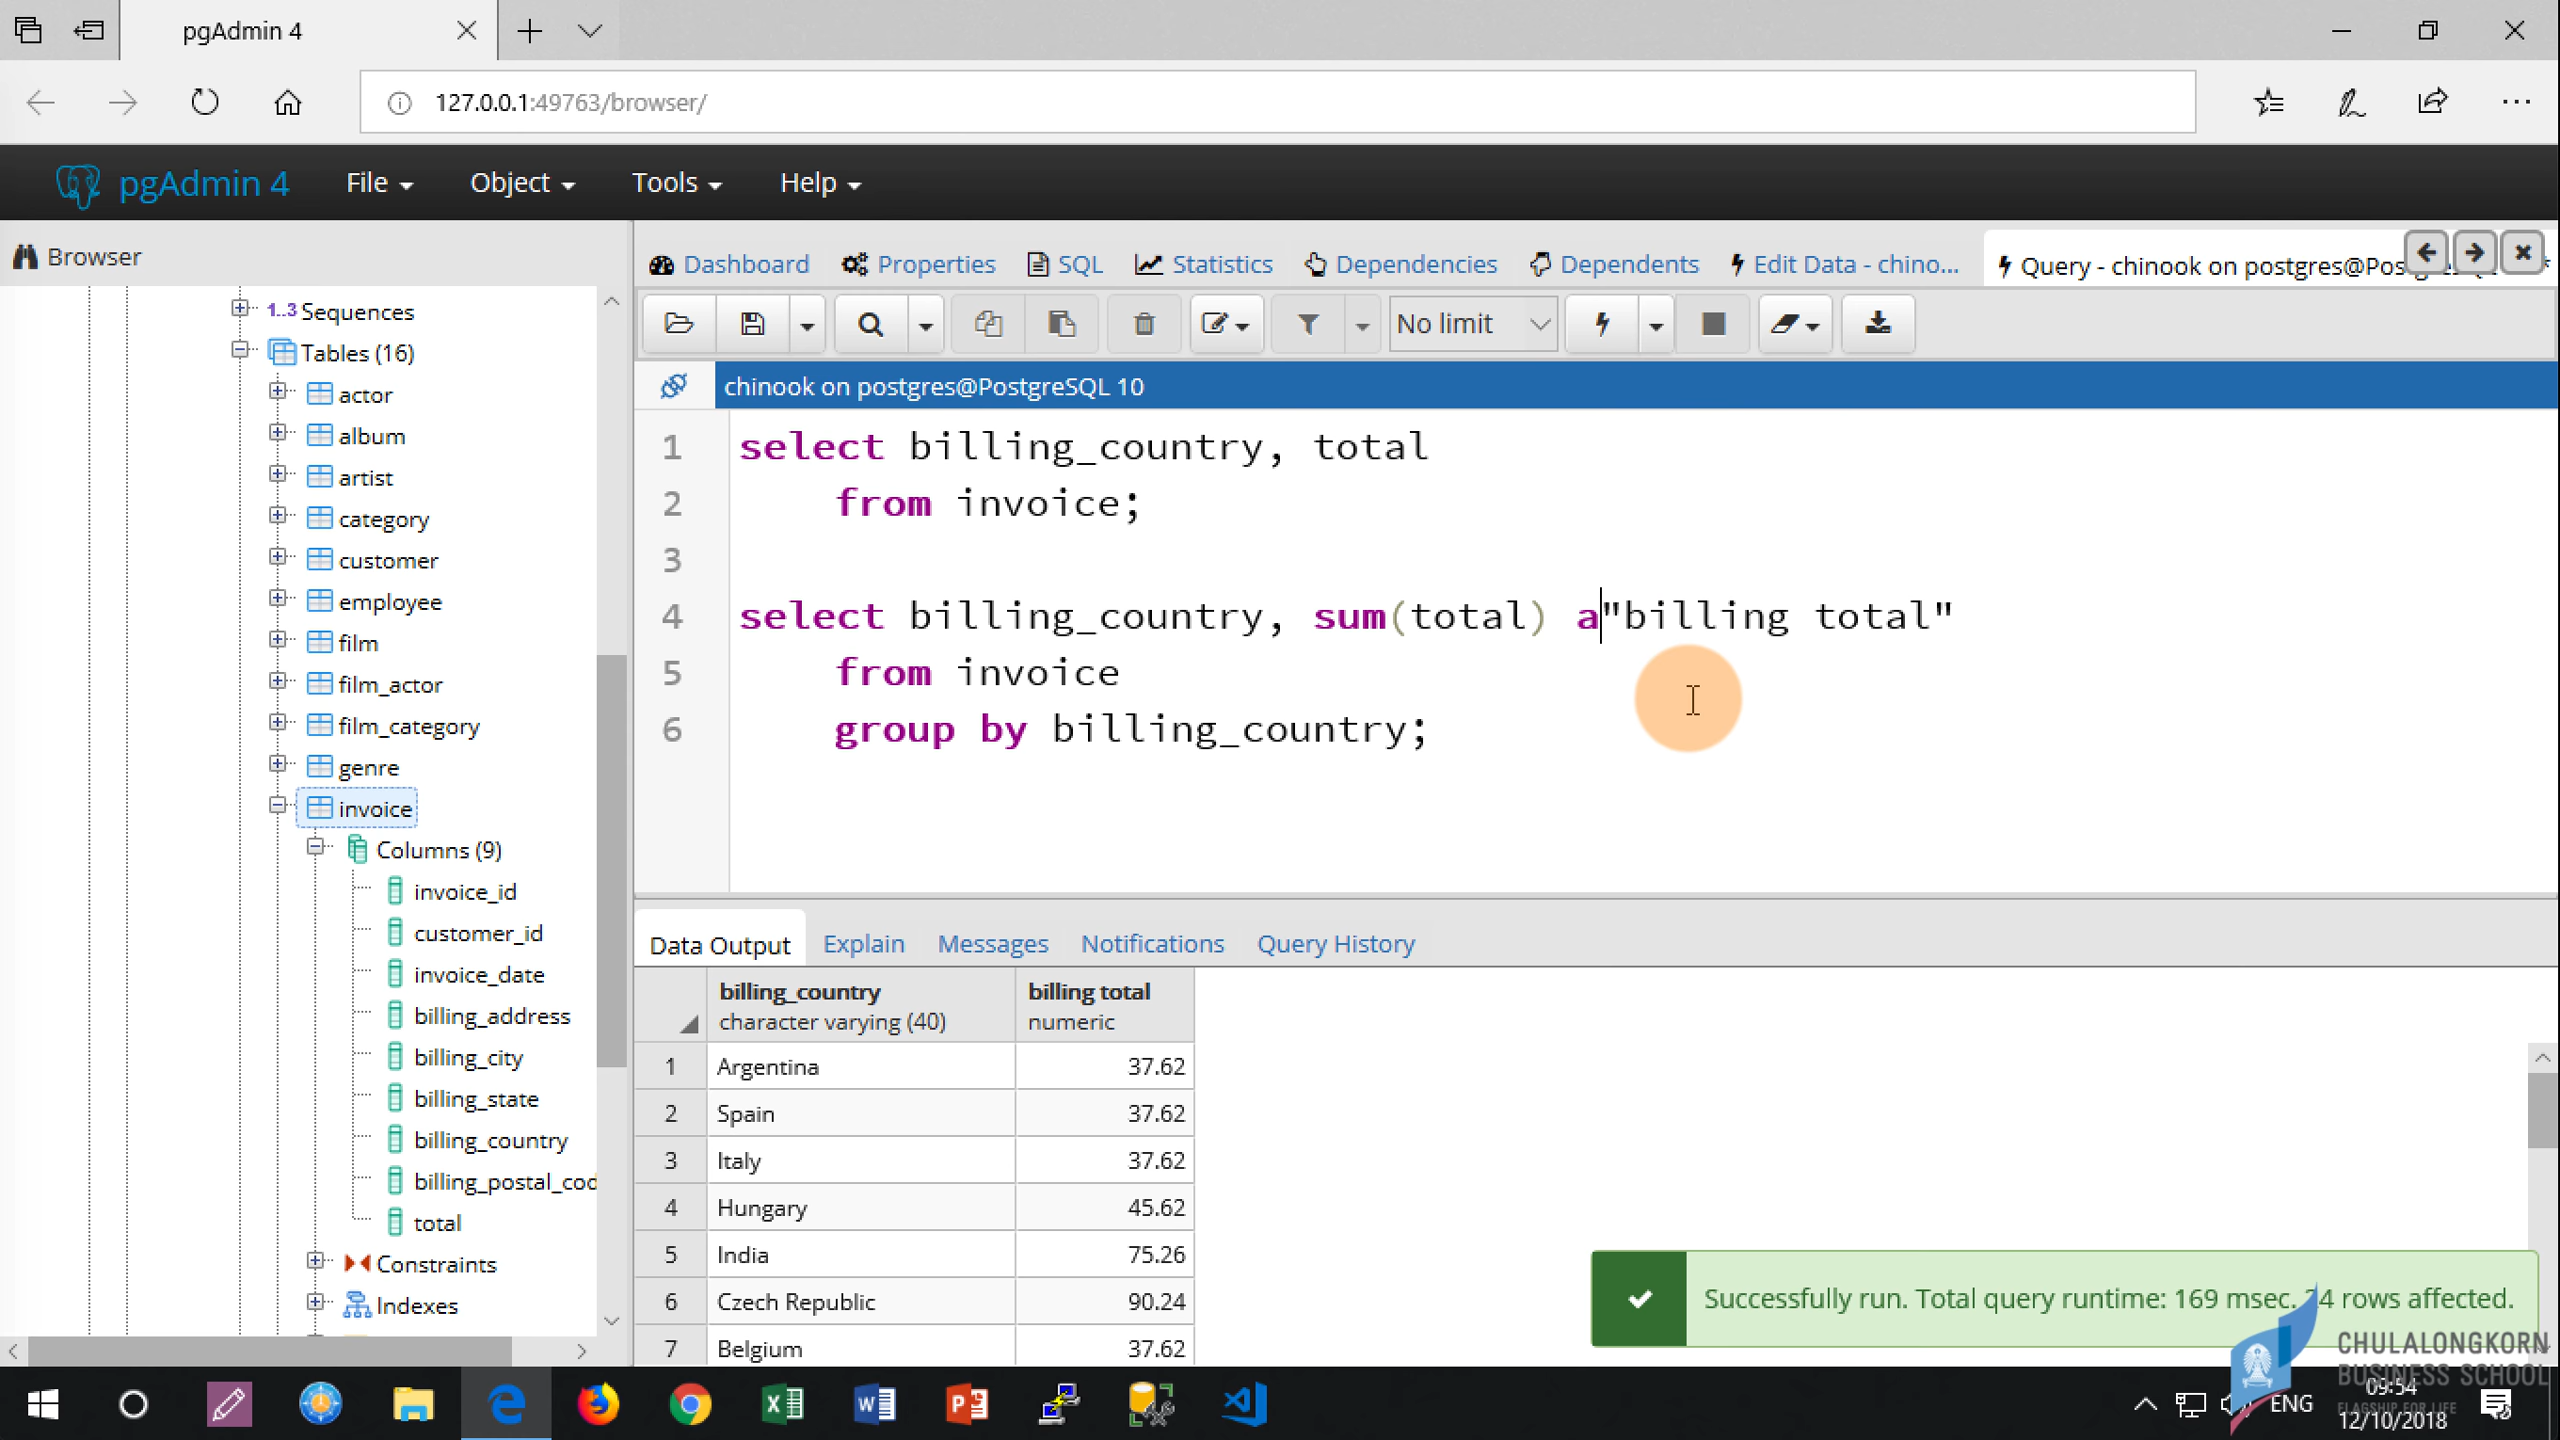 pgAdmin 4
127.0.0.1:49763/browser/
pgAdmin 4
File
Object
Tools
Help
Browser
Dashboard
Properties
SQL
Statistics
Dependencies
Dependents
Edit Data - chino...
Query - chinook on postgres@Pos
No limit
chinook on postgres@PostgreSQL 10
1..3 Sequences
Tables (16)
actor
album
artist
category
customer
employee
film
film_actor
film_category
genre
invoice
Columns (9)
invoice_id
customer_id
invoice_date
billing_address
billing_city
billing_state
billing_country
billing_postal_cod
total
Constraints
Indexes
1 select billing_country, total
2 from invoice;
3
4 select billing_country, sum(total) a"billing total"
5 from invoice
6 group by billing_country;
Data Output
Explain
Messages
Notifications
Query History
billing_country billing total
character varying (40) numeric
1 Argentina 37.62
2 Spain 37.62
3 Italy 37.62
4 Hungary 45.62
5 India 75.26
6 Czech Republic 90.24
7 Belgium 37.62
Successfully run. Total query runtime: 169 msec. 24 rows affected.
CHULALONGKORN
BUSINESS SCHOOL
FLAGSHIP FOR LIFE
ENG
09:54
12/10/2018